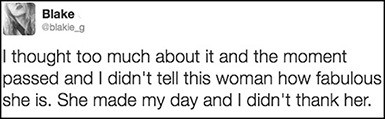 Blake
@blakie_g
I thought too much about it and the moment
passed and I didn't tell this woman how fabulous
she is. She made my day and I didn't thank her.